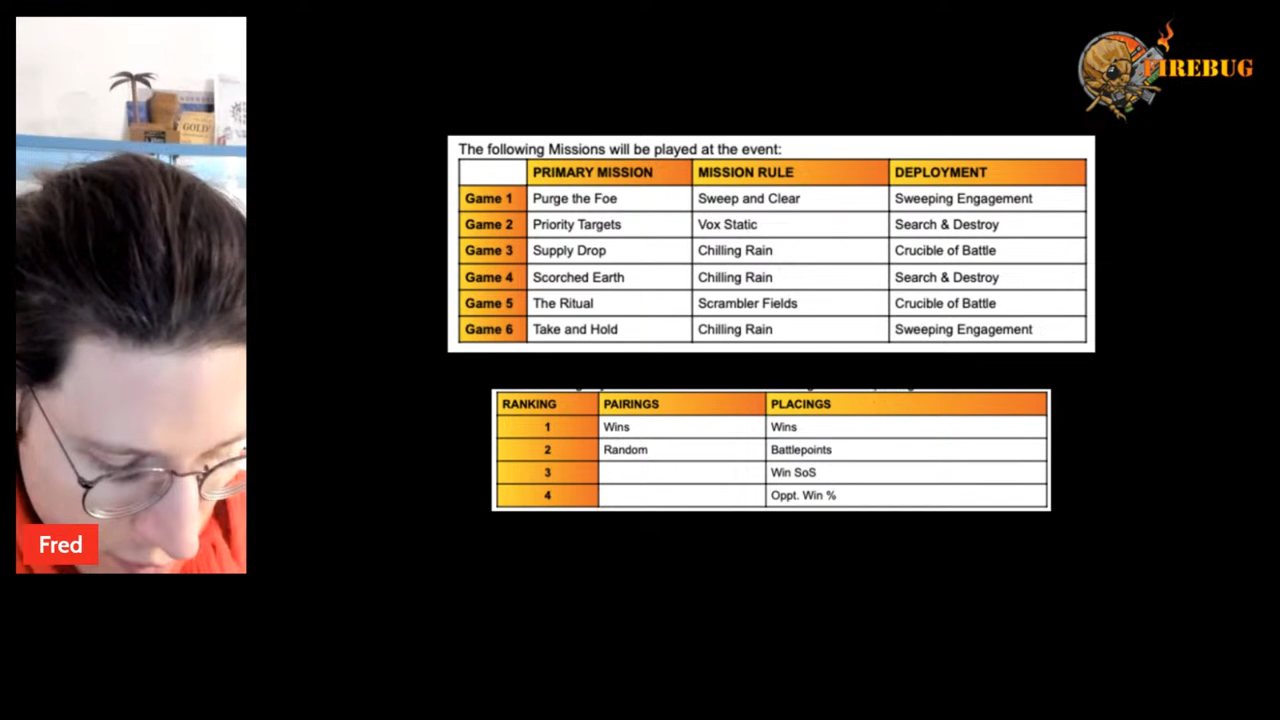 FIREBUG
The following Missions will be played at the event:
PRIMARY MISSION MISSION RULE DEPLOYMENT
Game 1 Purge the Foe Sweep and Clear Sweeping Engagement
Game 2 Priority Targets Vox Static Search & Destroy
Game 3 Supply Drop Chilling Rain Crucible of Battle
Game 4 Scorched Earth Chilling Rain Search & Destroy
Game 5 The Ritual Scrambler Fields Crucible of Battle
Game 6 Take and Hold Chilling Rain Sweeping Engagement
RANKING PAIRINGS PLACINGS
1 Wins Wins
2 Random Battlepoints
3 Win SoS
4 Oppt. Win %
Fred